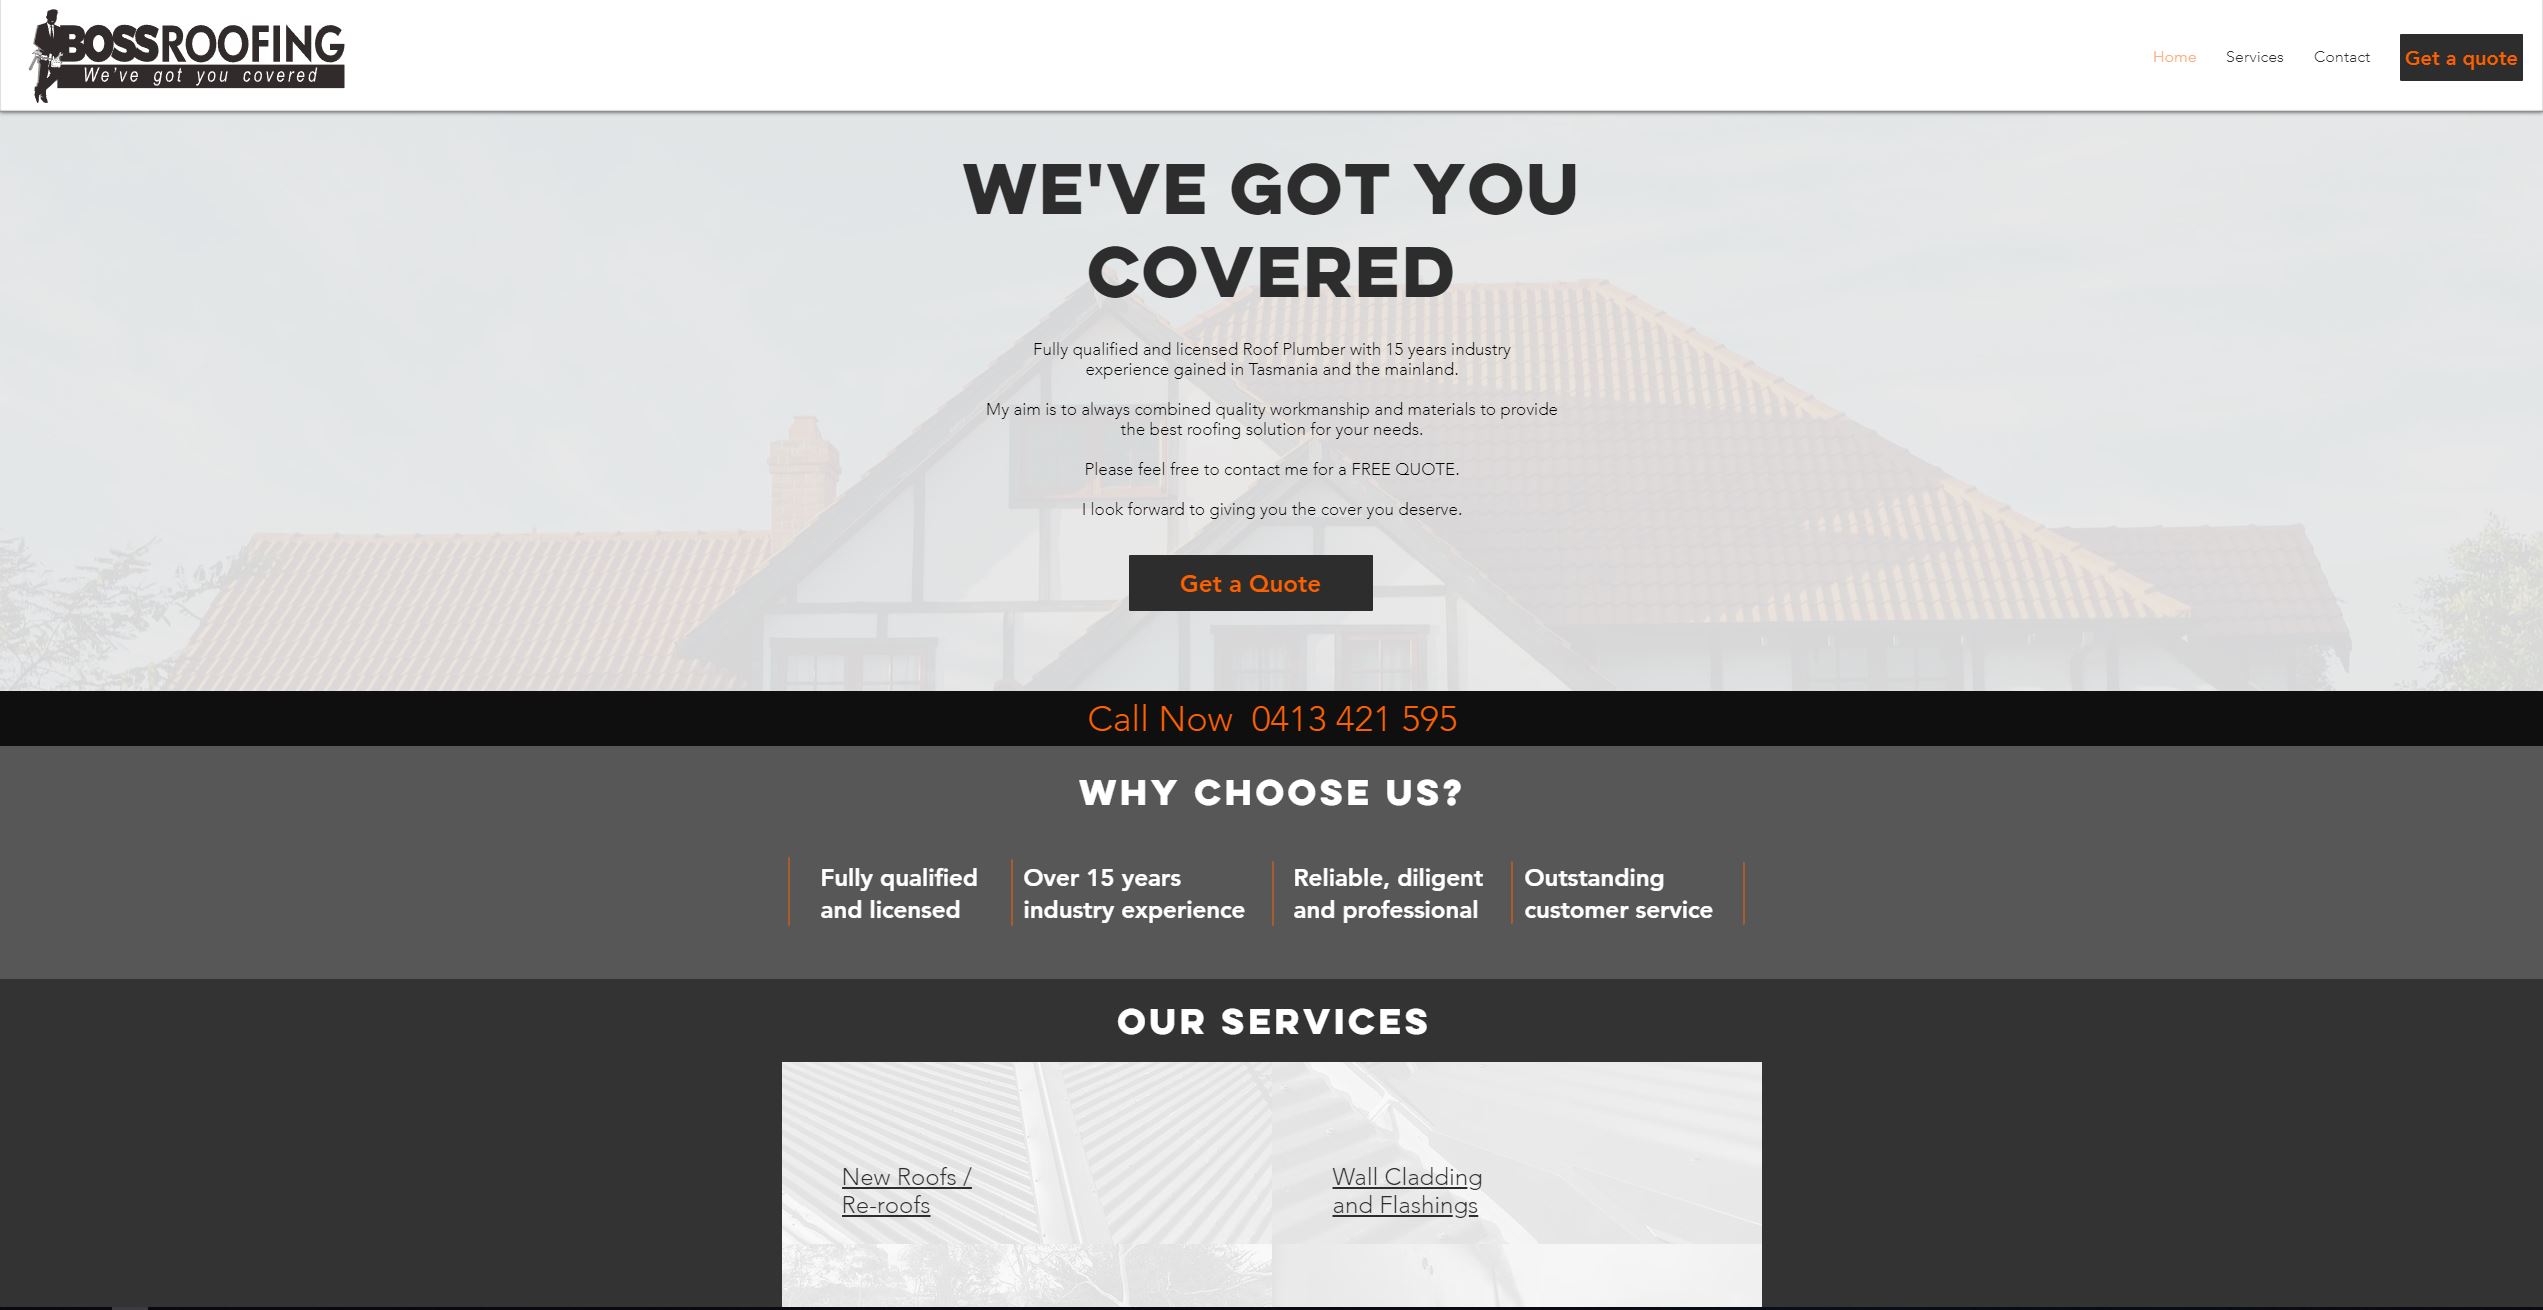 BOSSROOFING
We've got you covered
Home
Services
Contact
Get a quote
WE'VE GOT YOU
COVERED
Fully qualified and licensed Roof Plumber with 15 years industry
experience gained in Tasmania and the mainland.
My aim is to always combined quality workmanship and materials to provide
the best roofing solution for your needs.
Please feel free to contact me for a FREE QUOTE.
I look forward to giving you the cover you deserve.
Get a Quote
Call Now  0413 421 595
WHY CHOOSE US?
Fully qualified
and licensed
Over 15 years
industry experience
Reliable, diligent
and professional
Outstanding
customer service
OUR SERVICES
New Roofs /
Re-roofs
Wall Cladding
and Flashings